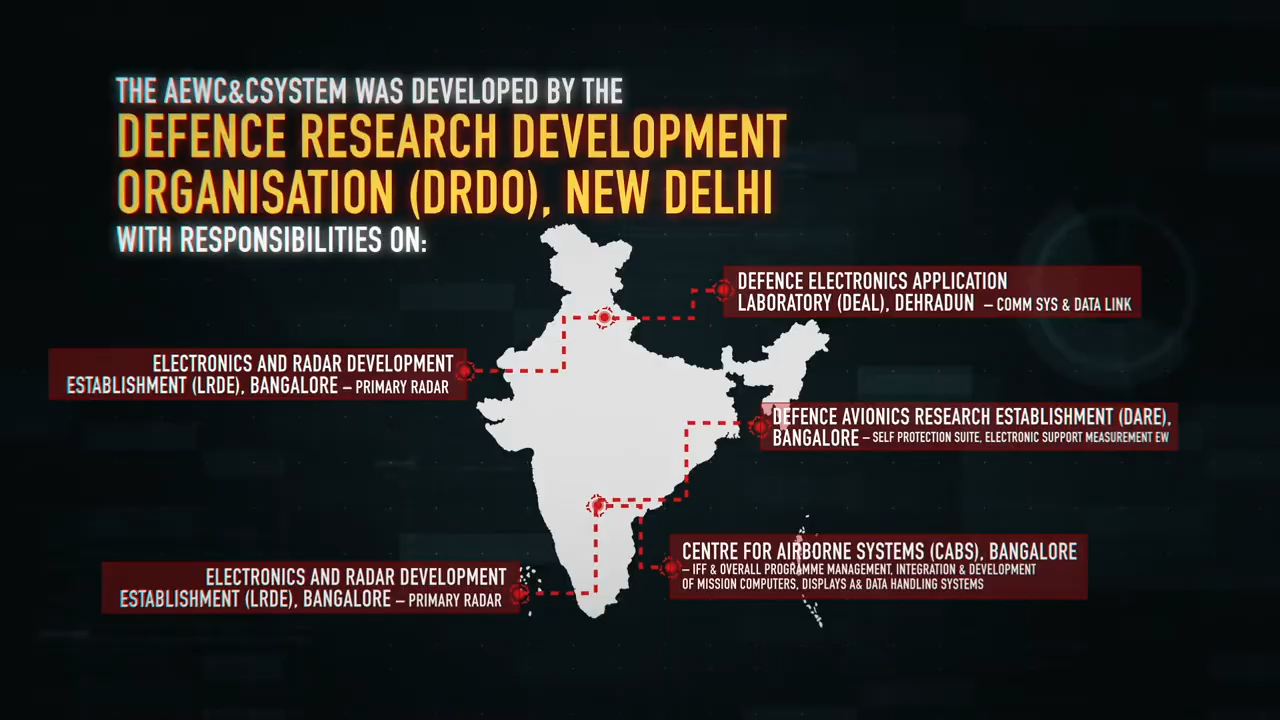 THE AEWC&CSYSTEM WAS DEVELOPED BY THE
DEFENCE RESEARCH DEVELOPMENT
ORGANISATION (DRDO), NEW DELHI
WITH RESPONSIBILITIES ON:
DEFENCE ELECTRONICS APPLICATION
LABORATORY (DEAL), DEHRADUN – COMM SYS & DATA LINK
ELECTRONICS AND RADAR DEVELOPMENT
ESTABLISHMENT (LRDE), BANGALORE – PRIMARY RADAR
DEFENCE AVIONICS RESEARCH ESTABLISHMENT (DARE),
BANGALORE – SELF PROTECTION SUITE, ELECTRONIC SUPPORT MEASUREMENT EW
CENTRE FOR AIRBORNE SYSTEMS (CABS), BANGALORE
– IFF & OVERALL PROGRAMME MANAGEMENT, INTEGRATION & DEVELOPMENT
OF MISSION COMPUTERS, DISPLAYS A& DATA HANDLING SYSTEMS
ELECTRONICS AND RADAR DEVELOPMENT
ESTABLISHMENT (LRDE), BANGALORE – PRIMARY RADAR